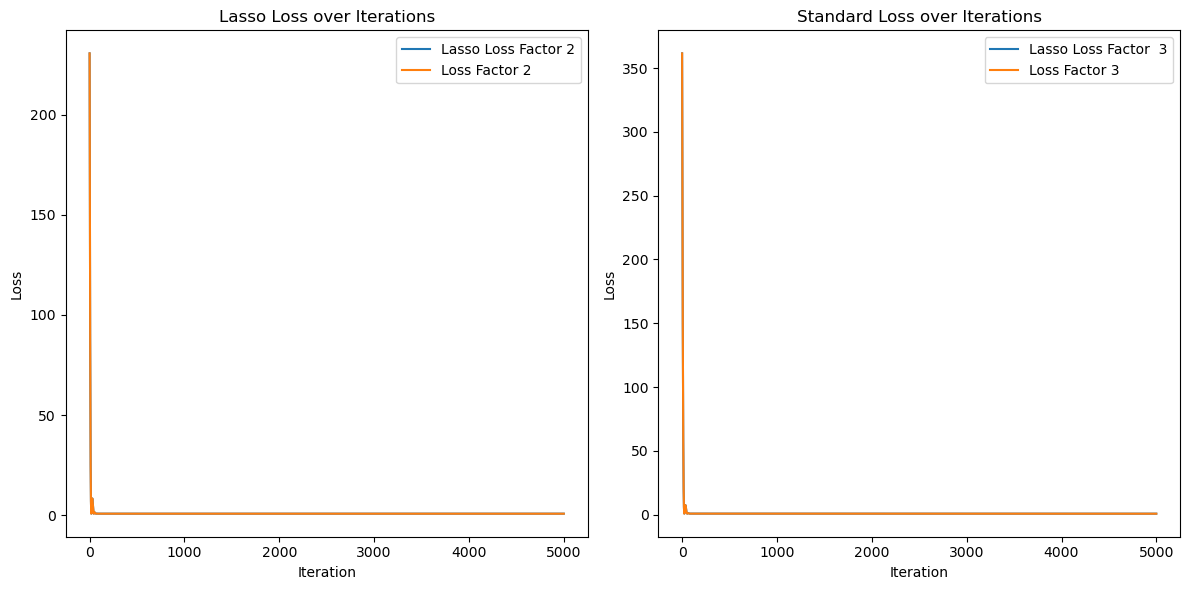 Lasso Loss over Iterations
Lasso Loss Factor 2
Loss Factor 2
200
150
100
50
0
Loss
0 1000 2000 3000 4000 5000
Iteration
Standard Loss over Iterations
Lasso Loss Factor  3
Loss Factor 3
350
300
250
200
150
100
50
0
Loss
0 1000 2000 3000 4000 5000
Iteration